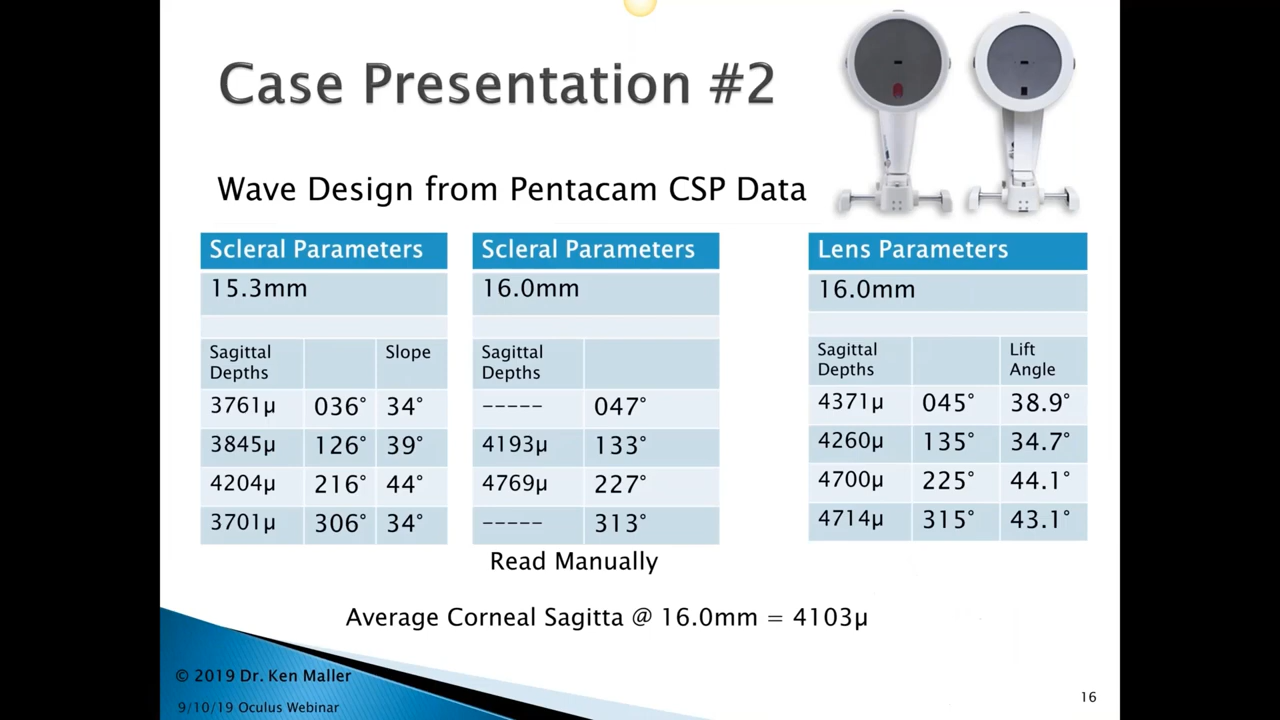 Case Presentation #2
Wave Design from Pentacam CSP Data
Scleral Parameters
15.3mm
Sagittal Depths Slope
3761µ 036° 34°
3845µ 126° 39°
4204µ 216° 44°
3701µ 306° 34°
Scleral Parameters
16.0mm
Sagittal Depths
----- 047°
4193µ 133°
4769µ 227°
----- 313°
Read Manually
Lens Parameters
16.0mm
Sagittal Depths Lift Angle
4371µ 045° 38.9°
4260µ 135° 34.7°
4700µ 225° 44.1°
4714µ 315° 43.1°
Average Corneal Sagitta @ 16.0mm = 4103µ
© 2019 Dr. Ken Maller
9/10/19 Oculus Webinar
16